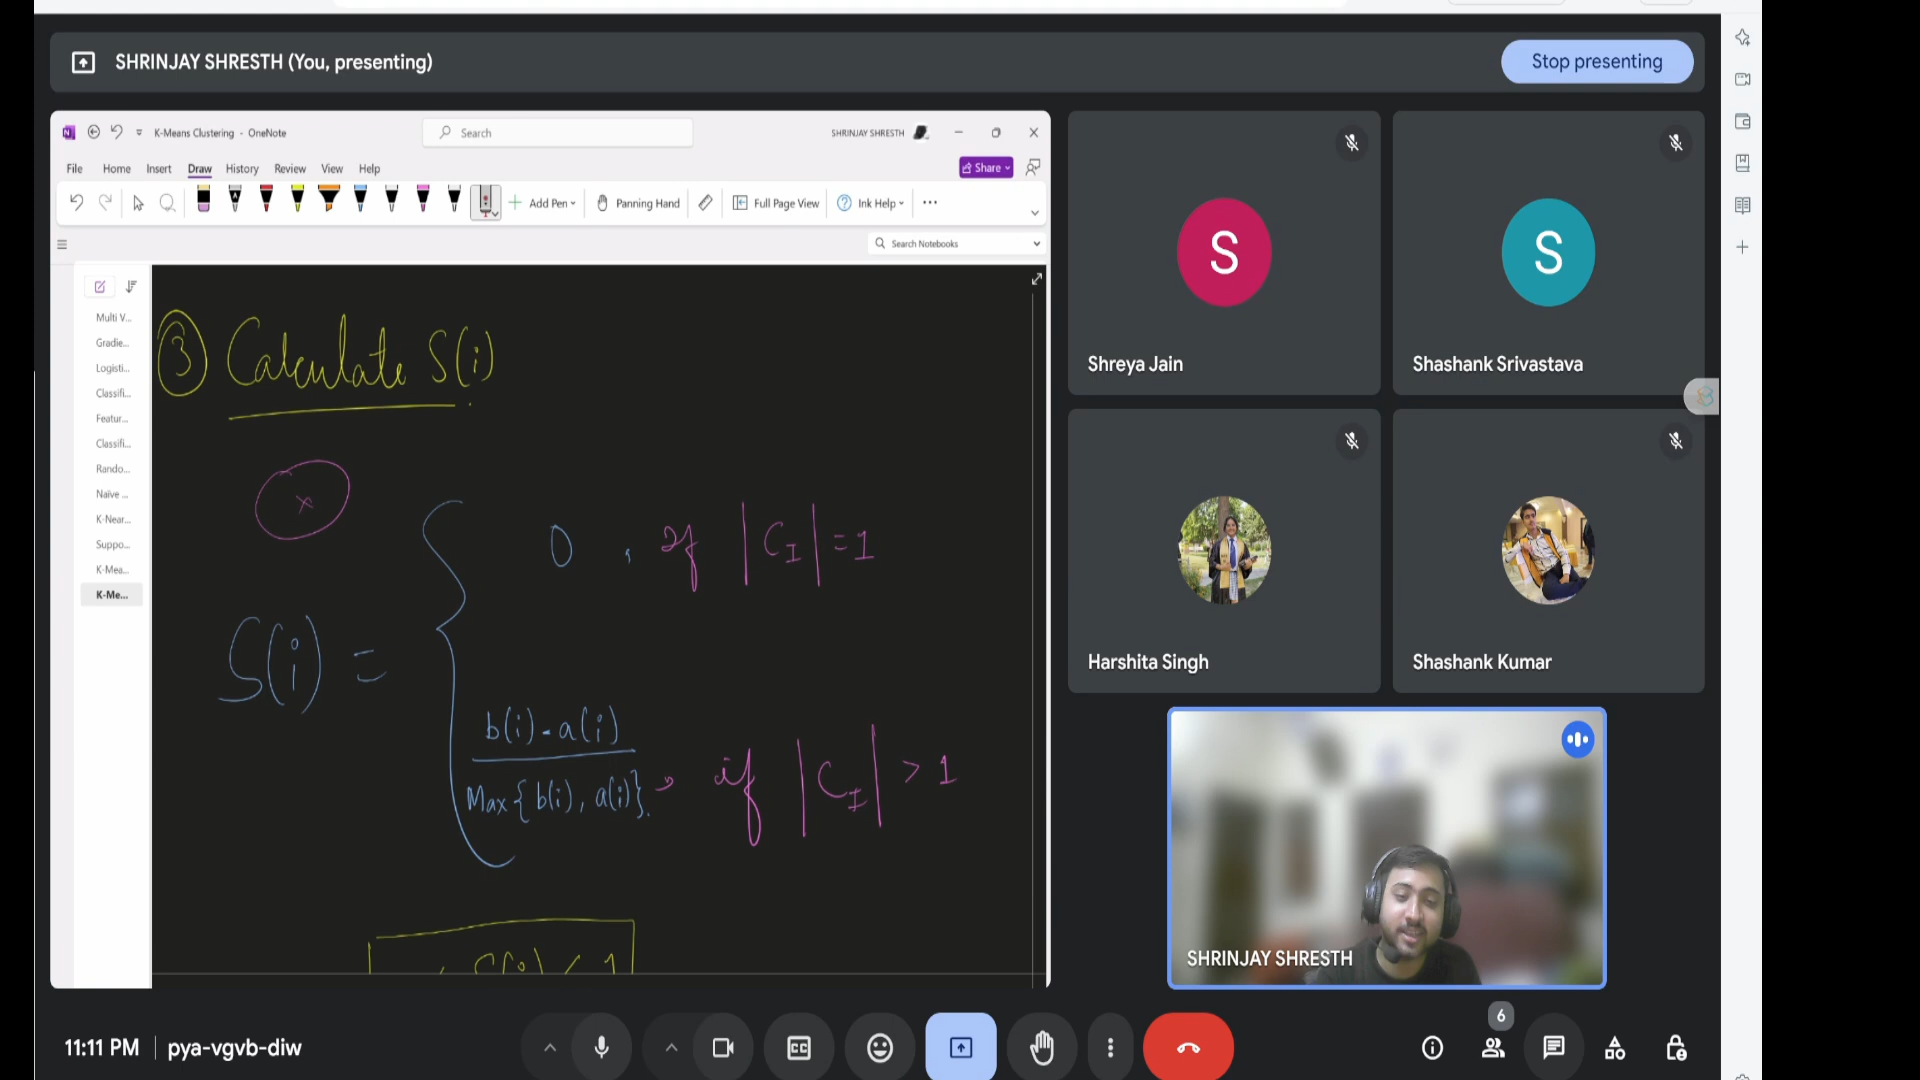 SHRINJAY SHRESTH (You, presenting)
Stop presenting
K-Means Clustering - OneNote
Search
SHRINJAY SHRESTH
File Home Insert Draw History Review View Help
Share
Add Pen
Panning Hand
Full Page View
Ink Help
Search Notebooks
Multi V...
Gradie...
Logisti...
Classifi...
Featur...
Classifi...
Rando...
Naive ...
K-Near...
Suppo...
K-Mea...
K-Me...
③ Calculate S(i)
x
0 , if |C_I| = 1
S(i) =
b(i) - a(i)
Max{b(i), a(i)}. , if |C_I| > 1
S
Shreya Jain
S
Shashank Srivastava
Harshita Singh
Shashank Kumar
SHRINJAY SHRESTH
11:11 PM | pya-vgvb-diw
CC
6